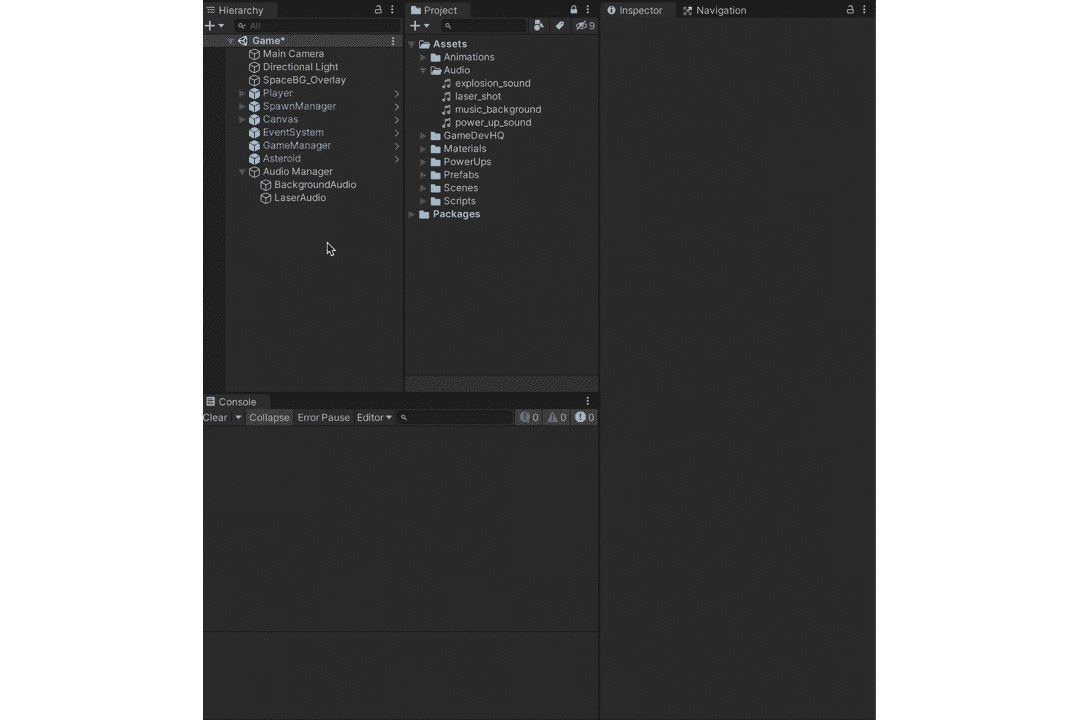 Hierarchy
All
Game*
Main Camera
Directional Light
SpaceBG_Overlay
Player
SpawnManager
Canvas
EventSystem
GameManager
Asteroid
Audio Manager
BackgroundAudio
LaserAudio
Project
9
Assets
Animations
Audio
explosion_sound
laser_shot
music_background
power_up_sound
GameDevHQ
Materials
PowerUps
Prefabs
Scenes
Scripts
Packages
Inspector Navigation
Console
Clear Collapse Error Pause Editor 0 0 0